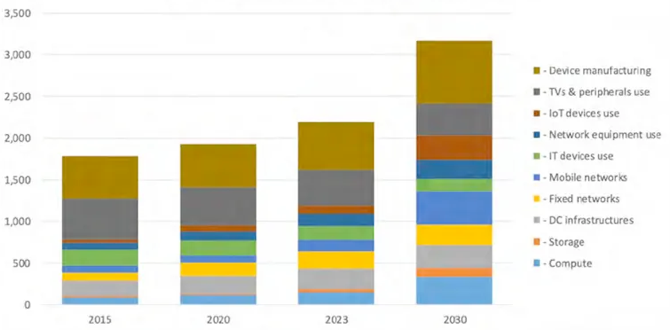 3,500
3,000
2,500
2,000
1,500
1,000
500
0
2015 2020 2023 2030
- Device manufacturing
- TVs & peripherals use
- IoT devices use
- Network equipment use
- IT devices use
- Mobile networks
- Fixed networks
- DC infrastructures
- Storage
- Compute